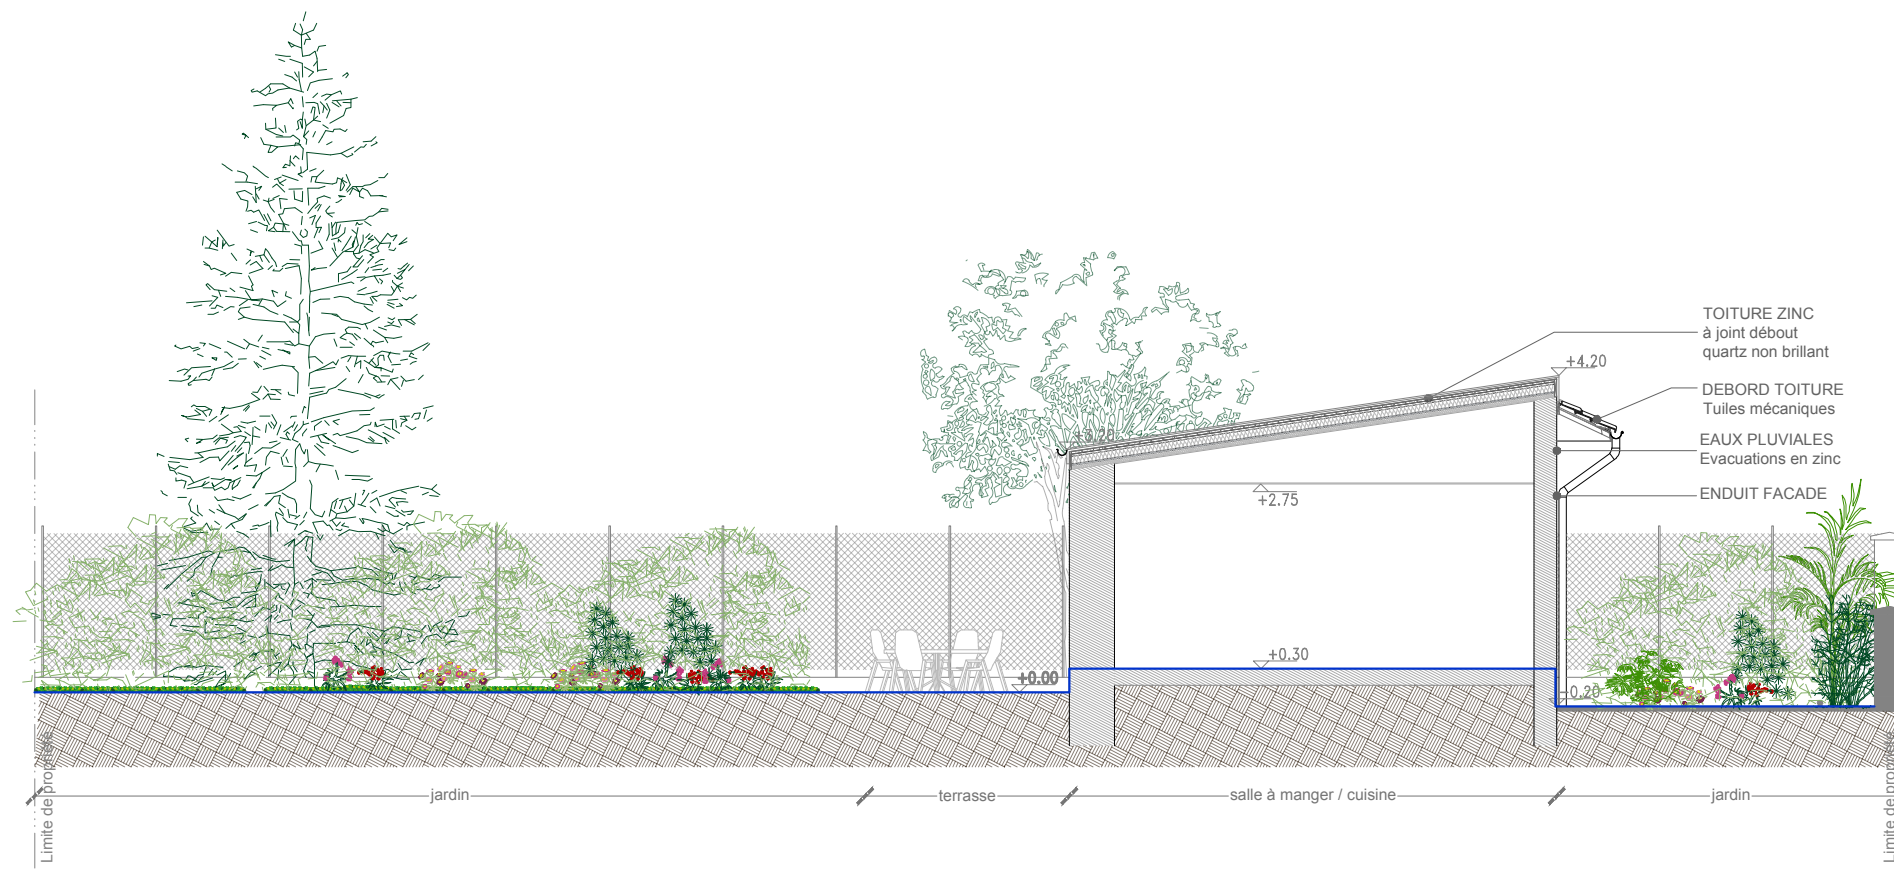 TOITURE ZINC
à joint débout
quartz non brillant
+4.20
DEBORD TOITURE
Tuiles mécaniques
+3.20
EAUX PLUVIALES
Evacuations en zinc
+2.75
ENDUIT FACADE
+0.30
+0.00
-0.20
Limite de propriété
jardin
terrasse
salle à manger / cuisine
jardin
Limite de propriété